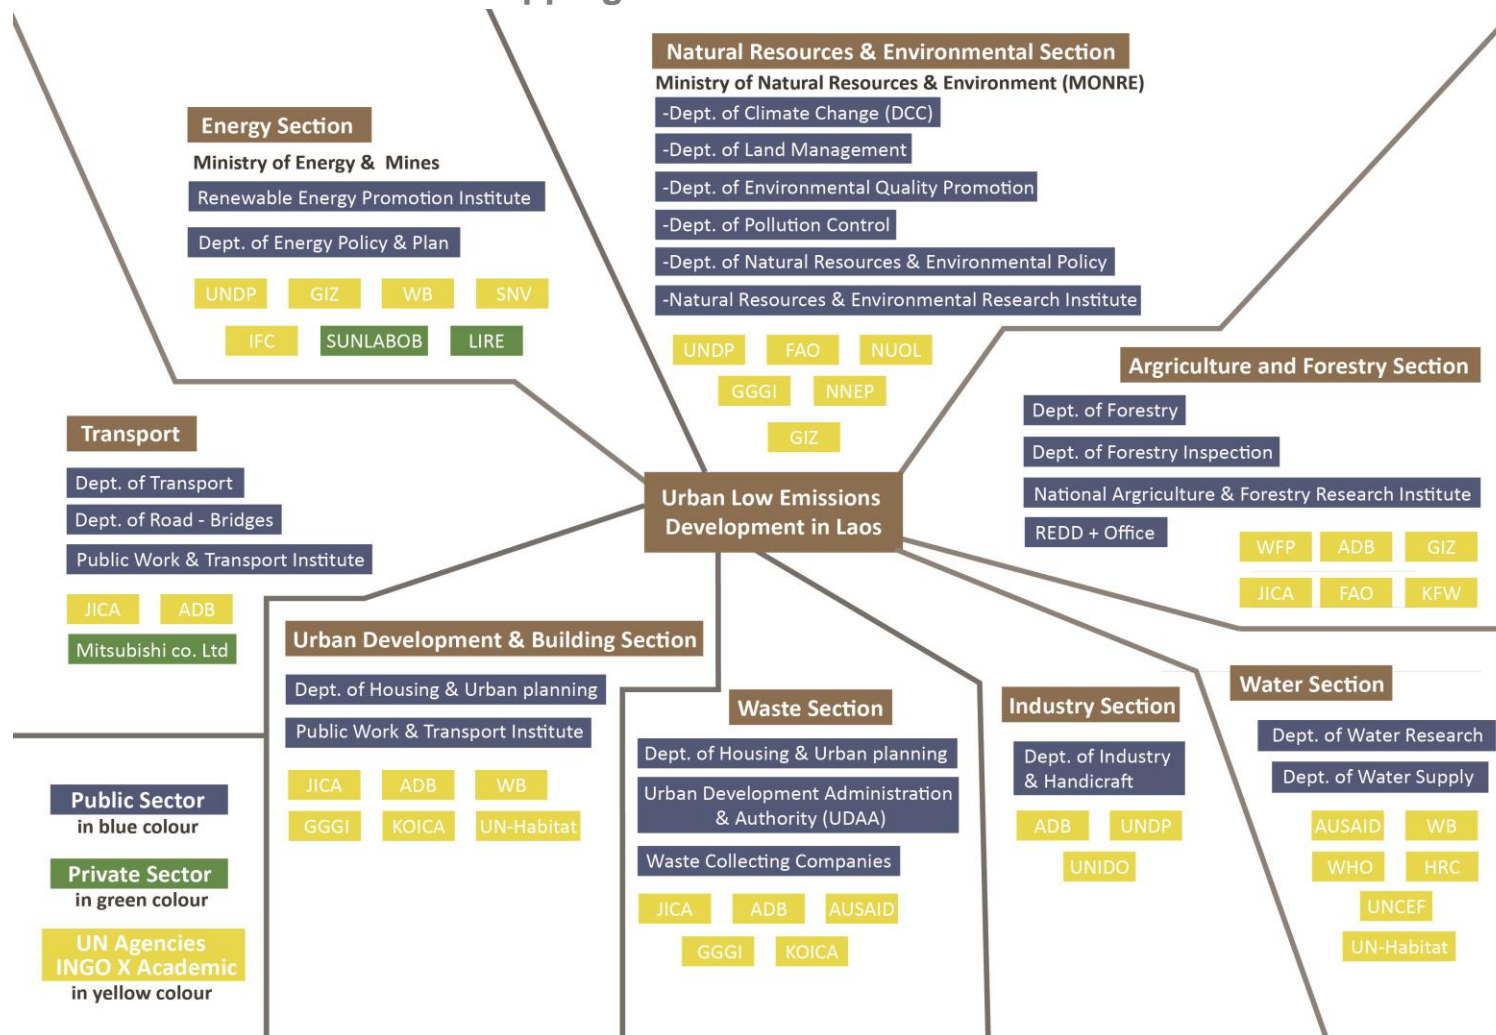 Natural Resources & Environmental Section
Ministry of Natural Resources & Environment (MONRE)
-Dept. of Climate Change (DCC)
-Dept. of Land Management
-Dept. of Environmental Quality Promotion
-Dept. of Pollution Control
-Dept. of Natural Resources & Environmental Policy
-Natural Resources & Environmental Research Institute
UNDP FAO NUOL
GGGI NNEP
GIZ
Energy Section
Ministry of Energy & Mines
Renewable Energy Promotion Institute
Dept. of Energy Policy & Plan
UNDP GIZ WB SNV
IFC SUNLABOB LIRE
Argriculture and Forestry Section
Dept. of Forestry
Dept. of Forestry Inspection
National Argriculture & Forestry Research Institute
REDD + Office
WFP ADB GIZ
JICA FAO KFW
Transport
Dept. of Transport
Dept. of Road - Bridges
Public Work & Transport Institute
JICA ADB
Mitsubishi co. Ltd
Urban Low Emissions
Development in Laos
Urban Development & Building Section
Dept. of Housing & Urban planning
Public Work & Transport Institute
JICA ADB WB
GGGI KOICA UN-Habitat
Waste Section
Dept. of Housing & Urban planning
Urban Development Administration
& Authority (UDAA)
Waste Collecting Companies
JICA ADB AUSAID
GGGI KOICA
Industry Section
Dept. of Industry
& Handicraft
ADB UNDP
UNIDO
Water Section
Dept. of Water Research
Dept. of Water Supply
AUSAID WB
WHO HRC
UNCEF
UN-Habitat
Public Sector
in blue colour
Private Sector
in green colour
UN Agencies
INGO X Academic
in yellow colour